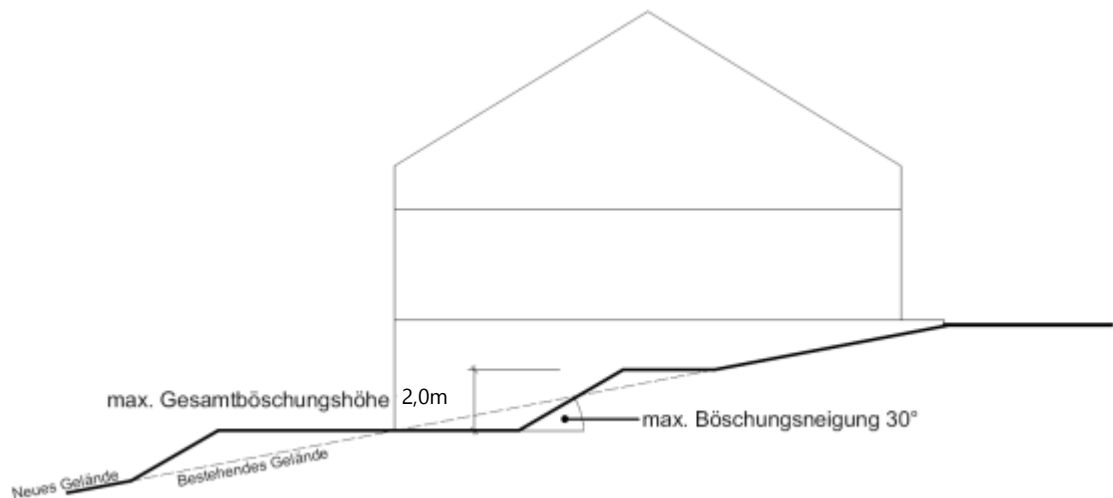 max. Gesamtböschungshöhe 2,0m
max. Böschungsneigung 30°
Neues Gelände
Bestehendes Gelände